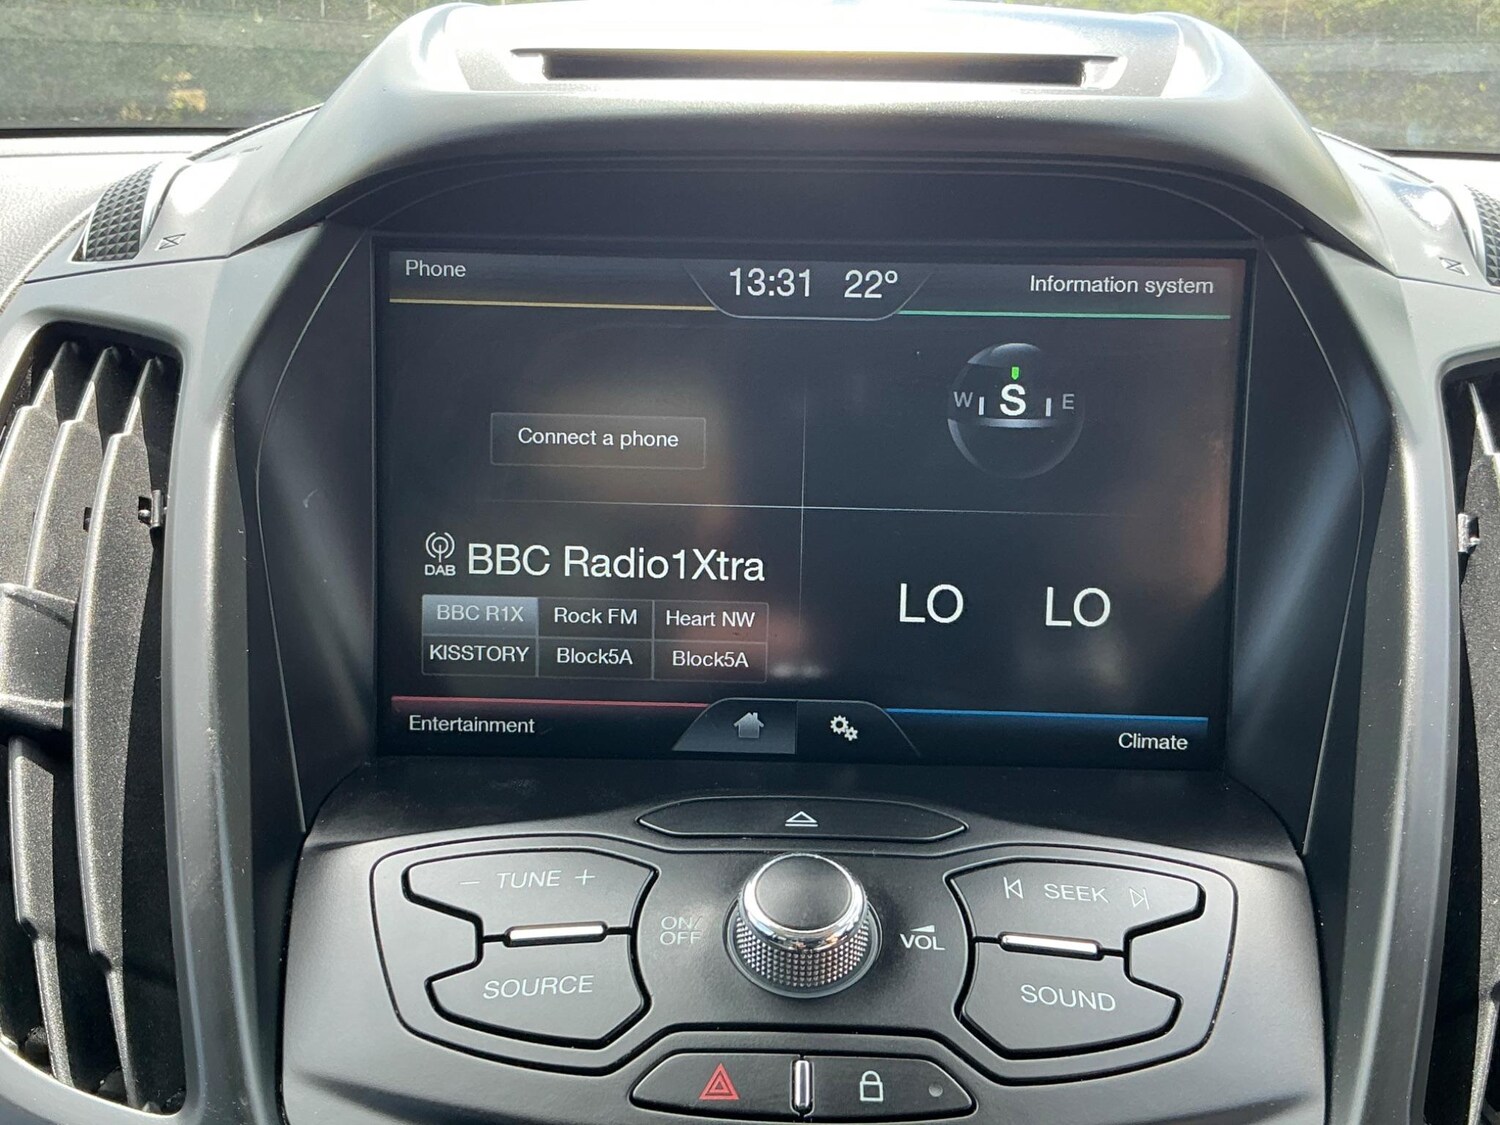 Phone
13:31 22°
Information system
W S E
Connect a phone
DAB
BBC Radio1Xtra
LO LO
BBC R1X Rock FM Heart NW
KISSTORY Block5A Block5A
Entertainment
Climate
− TUNE +
SEEK
ON/
OFF
VOL
SOURCE
SOUND